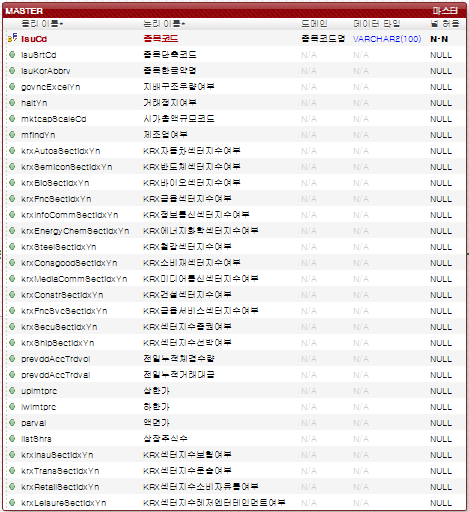 MASTER 마스터
물리 이름 논리 이름 도메인 데이터 타입 널 허용
isuCd 종목코드 종목코드명 VARCHAR2(100) N-N
isuSrtCd 종목단축코드 N/A N/A NULL
isuKorAbbrv 종목한글약명 N/A N/A NULL
govncExcelYn 지배구조우량여부 N/A N/A NULL
haltYn 거래정지여부 N/A N/A NULL
mktcapScaleCd 시가총액규모코드 N/A N/A NULL
mfindYn 제조업여부 N/A N/A NULL
krxAutosSectIdxYn KRX자동차섹터지수여부 N/A N/A NULL
krxSemiconSectIdxYn KRX반도체섹터지수여부 N/A N/A NULL
krxBioSectIdxYn KRX바이오섹터지수여부 N/A N/A NULL
krxFncSectIdxYn KRX금융섹터지수여부 N/A N/A NULL
krxInfoCommSectIdxYn KRX정보통신섹터지수여부 N/A N/A NULL
krxEnergyChemSectIdxYn KRX에너지화학섹터지수여부 N/A N/A NULL
krxSteelSectIdxYn KRX철강섹터지수여부 N/A N/A NULL
krxConsgoodSectIdxYn KRX소비재섹터지수여부 N/A N/A NULL
krxMediaCommSectIdxYn KRX미디어통신섹터지수여부 N/A N/A NULL
krxConstrSectIdxYn KRX건설섹터지수여부 N/A N/A NULL
krxFncSvcSectIdxYn KRX금융서비스섹터지수여부 N/A N/A NULL
krxSecuSectIdxYn KRX섹터지수증권여부 N/A N/A NULL
krxShipSectIdxYn KRX섹터지수선박여부 N/A N/A NULL
prevddAccTrdvol 전일누적체결수량 N/A N/A NULL
prevddAccTrdval 전일누적거래대금 N/A N/A NULL
uplmtprc 상한가 N/A N/A NULL
lwlmtprc 하한가 N/A N/A NULL
parval 액면가 N/A N/A NULL
listShrs 상장주식수 N/A N/A NULL
krxInsuSectIdxYn KRX섹터지수보험여부 N/A N/A NULL
krxTransSectIdxYn KRX섹터지수운송여부 N/A N/A NULL
krxRetailSectIdxYn KRX섹터지수소비자유통여부 N/A N/A NULL
krxLeisureSectIdxYn KRX섹터지수레저엔터테인먼트여부 N/A N/A NULL